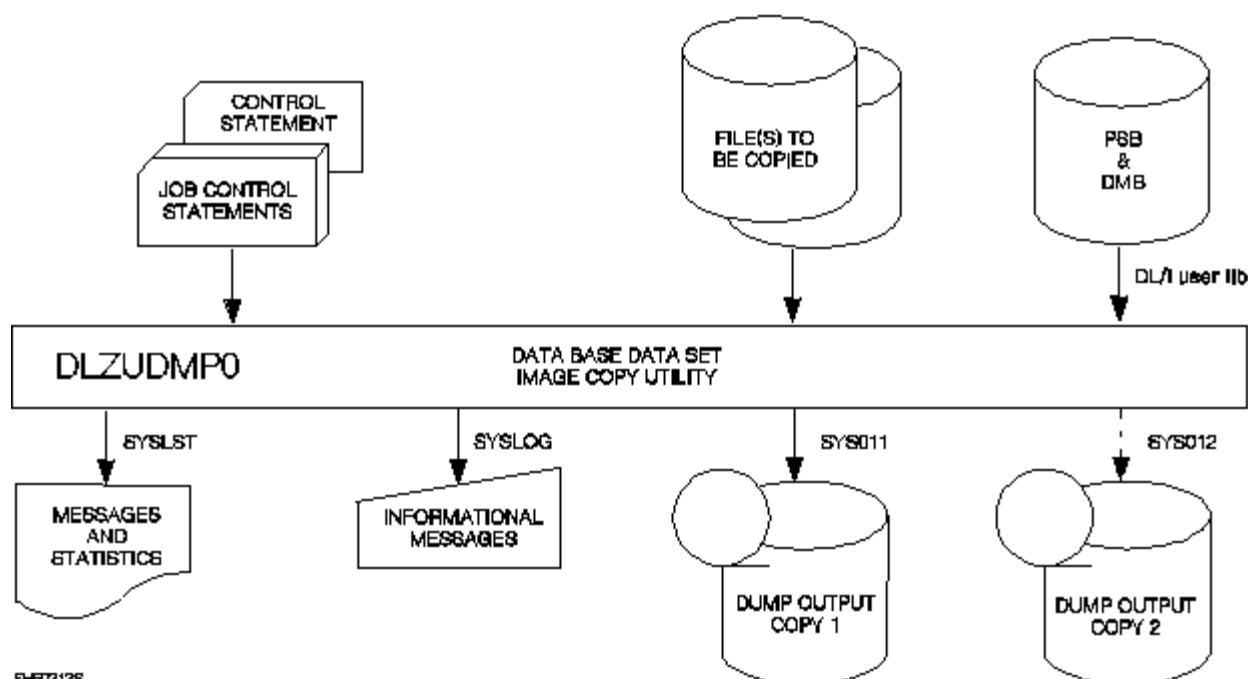 CONTROL
STATEMENT
JOB CONTROL
STATEMENTS
FILE(S) TO
BE COPIED
PSB
&
DMB
DL/I user lib
DLZUDMP0
DATA BASE DATA SET
IMAGE COPY UTILITY
SYSLST
SYSLOG
SYS011
SYS012
MESSAGES
AND
STATISTICS
INFORMATIONAL
MESSAGES
DUMP OUTPUT
COPY 1
DUMP OUTPUT
COPY 2